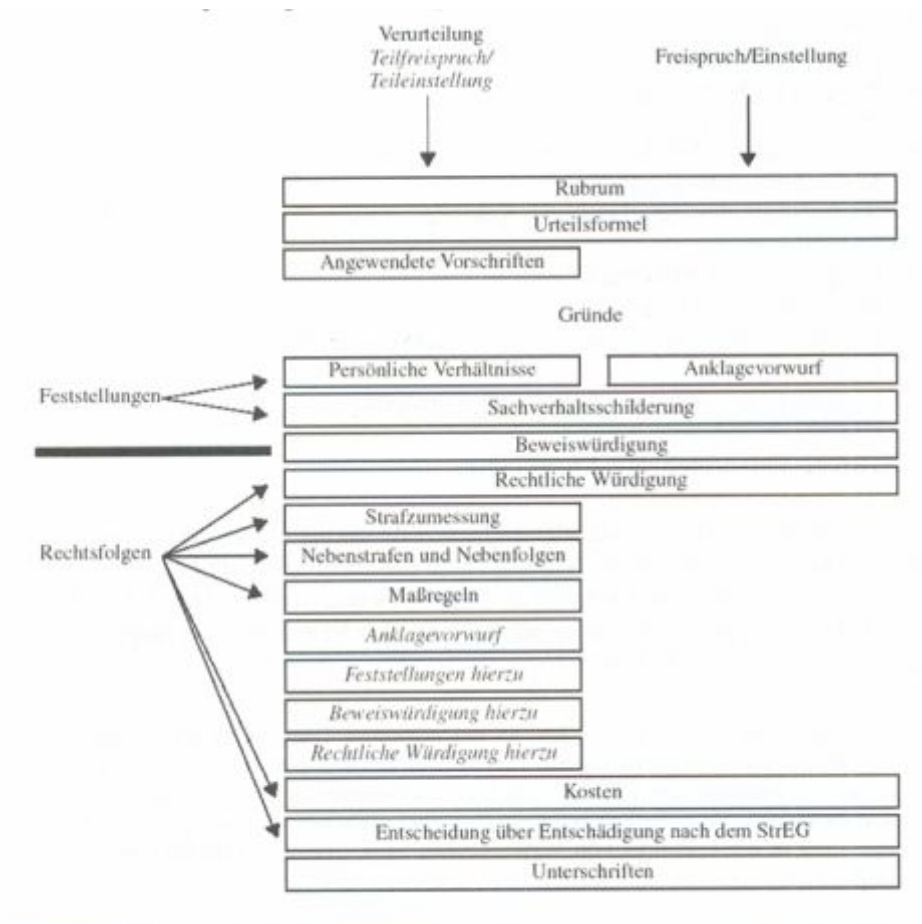 Verurteilung
Teilfreispruch/
Teileinstellung
Freispruch/Einstellung
Rubrum
Urteilsformel
Angewendete Vorschriften
Gründe
Persönliche Verhältnisse
Anklagevorwurf
Feststellungen
Sachverhaltsschilderung
Beweiswürdigung
Rechtliche Würdigung
Strafzumessung
Rechtsfolgen
Nebenstrafen und Nebenfolgen
Maßregeln
Anklagevorwurf
Feststellungen hierzu
Beweiswürdigung hierzu
Rechtliche Würdigung hierzu
Kosten
Entscheidung über Entschädigung nach dem StrEG
Unterschriften